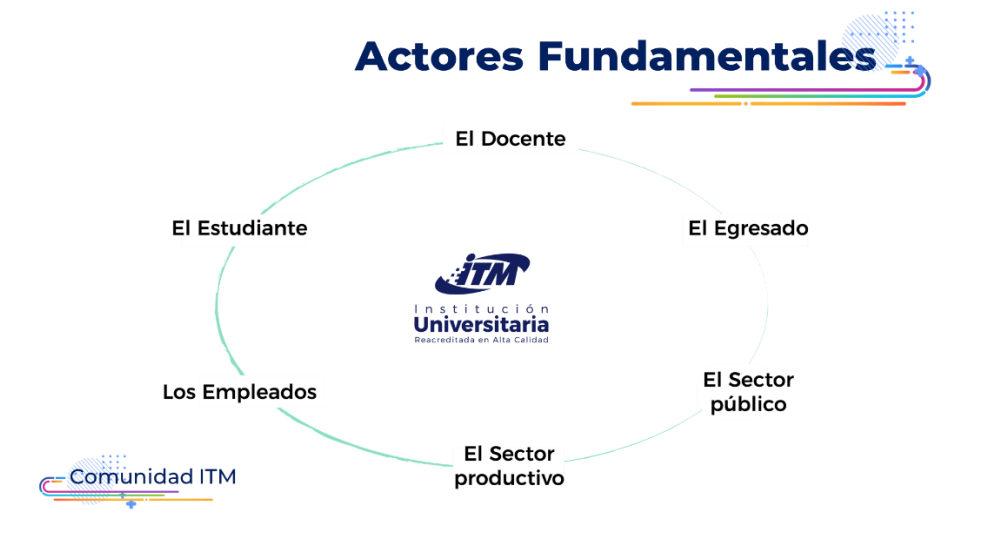 Actores Fundamentales
El Docente
El Estudiante
El Egresado
ITM
Institución
Universitaria
Reacreditada en Alta Calidad
Los Empleados
El Sector
público
El Sector
productivo
Comunidad ITM